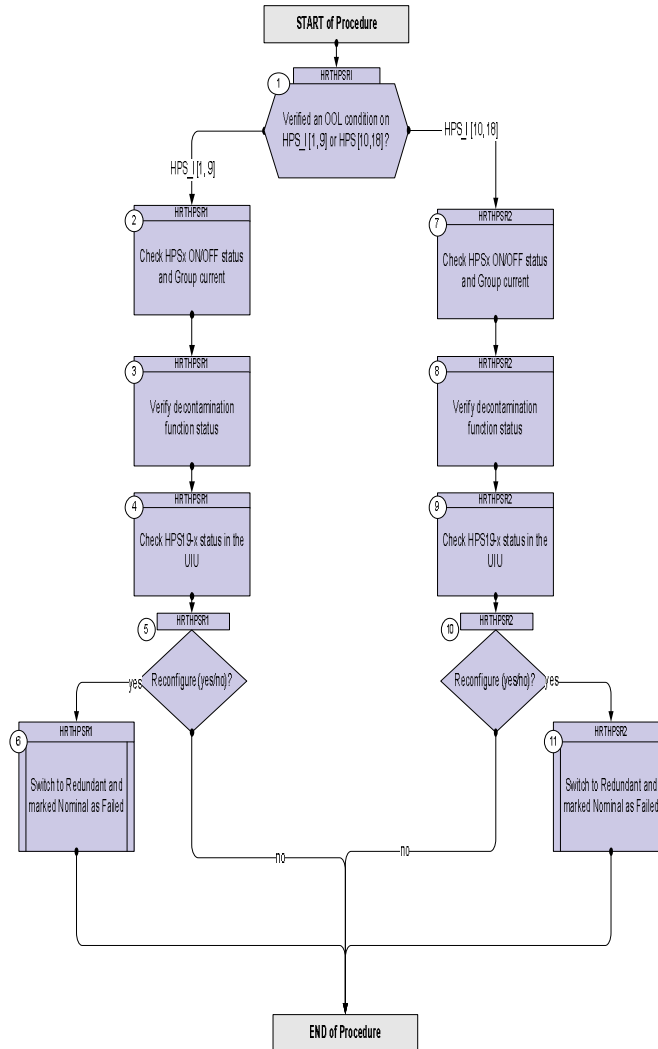 START of Procedure
HRTHPSRI
1
Verified an OOL condition on
HPS_I [1,9] or HPS[10,18]?
HPS_I [1, 9]
HPS_I [10, 18]
HRTHPSR1
2
Check HPSx ON/OFF status
and Group current
HRTHPSR2
7
Check HPSx ON/OFF status
and Group current
HRTHPSR1
3
Verify decontamination
function status
HRTHPSR2
8
Verify decontamination
function status
HRTHPSR1
4
Check HPS19-x status in the
UIU
HRTHPSR2
9
Check HPS19-x status in the
UIU
HRTHPSR1
5
Reconfigure (yes/no)?
yes
HRTHPSR2
10
Reconfigure (yes/no)?
yes
HRTHPSR1
6
Switch to Redundant and
marked Nominal as Failed
HRTHPSR2
11
Switch to Redundant and
marked Nominal as Failed
no
no
END of Procedure